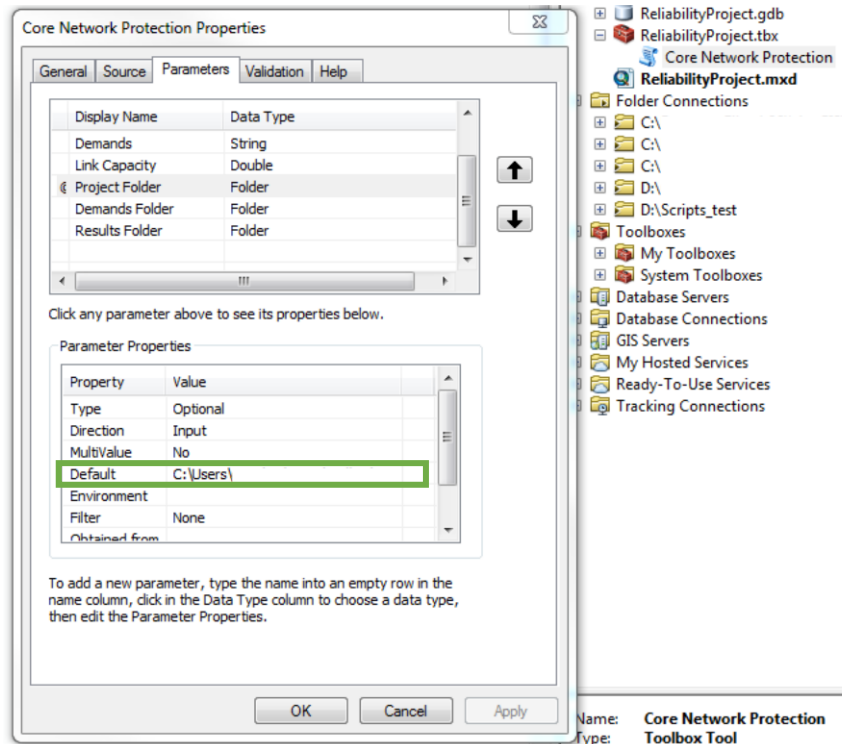 Core Network Protection Properties
General Source Parameters Validation Help
Display Name Data Type
Demands String
Link Capacity Double
Project Folder Folder
Demands Folder Folder
Results Folder Folder
Click any parameter above to see its properties below.
Parameter Properties
Property Value
Type Optional
Direction Input
MultiValue No
Default C:\Users\
Environment
Filter None
Obtained from
To add a new parameter, type the name into an empty row in the
name column, click in the Data Type column to choose a data type,
then edit the Parameter Properties.
OK Cancel Apply
ReliabilityProject.gdb
ReliabilityProject.tbx
Core Network Protection
ReliabilityProject.mxd
Folder Connections
C:\
C:\
C:\
D:\
D:\Scripts_test
Toolboxes
My Toolboxes
System Toolboxes
Database Servers
Database Connections
GIS Servers
My Hosted Services
Ready-To-Use Services
Tracking Connections
Name: Core Network Protection
Type: Toolbox Tool